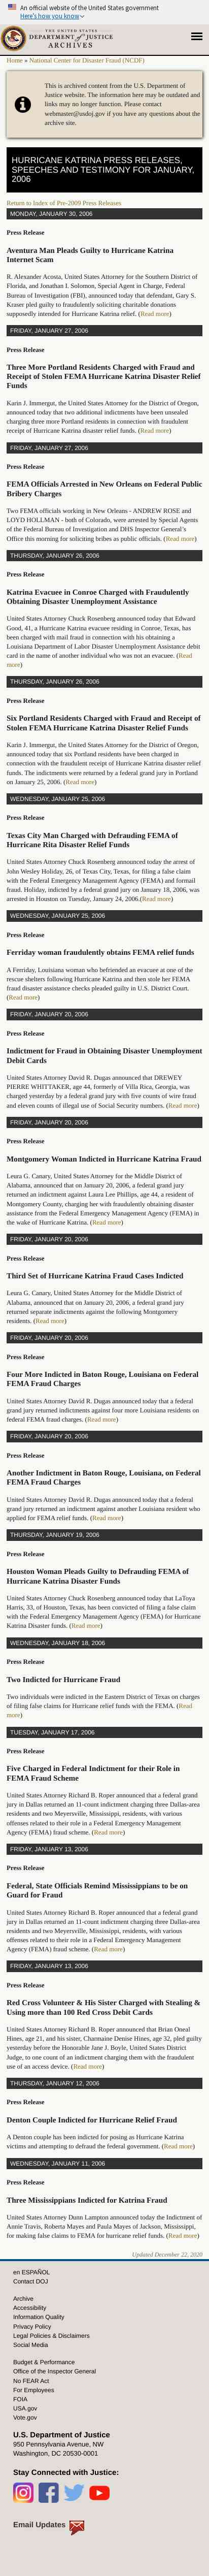 An official website of the United States government
Here's how you know
THE UNITED STATES
DEPARTMENT of JUSTICE
ARCHIVES
Home » National Center for Disaster Fraud (NCDF)
This is archived content from the U.S. Department of
Justice website. The information here may be outdated and
links may no longer function. Please contact
webmaster@usdoj.gov if you have any questions about the
archive site.
HURRICANE KATRINA PRESS RELEASES,
SPEECHES AND TESTIMONY FOR JANUARY,
2006
Return to Index of Pre-2009 Press Releases
MONDAY, JANUARY 30, 2006
Press Release
Aventura Man Pleads Guilty to Hurricane Katrina
Internet Scam
R. Alexander Acosta, United States Attorney for the Southern District of
Florida, and Jonathan I. Solomon, Special Agent in Charge, Federal
Bureau of Investigation (FBI), announced today that defendant, Gary S.
Kraser pled guilty to fraudulently soliciting charitable donations
supposedly intended for Hurricane Katrina relief. (Read more)
FRIDAY, JANUARY 27, 2006
Press Release
Three More Portland Residents Charged with Fraud and
Receipt of Stolen FEMA Hurricane Katrina Disaster Relief
Funds
Karin J. Immergut, the United States Attorney for the District of Oregon,
announced today that two additional indictments have been unsealed
charging three more Portland residents in connection with fraudulent
receipt of Hurricane Katrina disaster relief funds. (Read more)
FRIDAY, JANUARY 27, 2006
Press Release
FEMA Officials Arrested in New Orleans on Federal Public
Bribery Charges
Two FEMA officials working in New Orleans - ANDREW ROSE and
LOYD HOLLMAN - both of Colorado, were arrested by Special Agents
of the Federal Bureau of Investigation and DHS Inspector General's
Office this morning for soliciting bribes as public officials. (Read more)
THURSDAY, JANUARY 26, 2006
Press Release
Katrina Evacuee in Conroe Charged with Fraudulently
Obtaining Disaster Unemployment Assistance
United States Attorney Chuck Rosenberg announced today that Edward
Good, 41, a Hurricane Katrina evacuee residing in Conroe, Texas, has
been charged with mail fraud in connection with his obtaining a
Louisiana Department of Labor Disaster Unemployment Assistance debit
card in the name of another individual who was not an evacuee. (Read
more)
THURSDAY, JANUARY 26, 2006
Press Release
Six Portland Residents Charged with Fraud and Receipt of
Stolen FEMA Hurricane Katrina Disaster Relief Funds
Karin J. Immergut, the United States Attorney for the District of Oregon,
announced today that six Portland residents have been charged in
connection with the fraudulent receipt of Hurricane Katrina disaster relief
funds. The indictments were returned by a federal grand jury in Portland
on January 25, 2006. (Read more)
WEDNESDAY, JANUARY 25, 2006
Press Release
Texas City Man Charged with Defrauding FEMA of
Hurricane Rita Disaster Relief Funds
United States Attorney Chuck Rosenberg announced today the arrest of
John Wesley Holiday, 26, of Texas City, Texas, for filing a false claim
with the Federal Emergency Management Agency (FEMA) and formail
fraud. Holiday, indicted by a federal grand jury on January 18, 2006, was
arrested in Houston on Tuesday, January 24, 2006.(Read more)
WEDNESDAY, JANUARY 25, 2006
Press Release
Ferriday woman fraudulently obtains FEMA relief funds
A Ferriday, Louisiana woman who befriended an evacuee at one of the
rescue shelters in Ferriday following Hurricane Katrina and then stole her FEMA
fraud disaster assistance checks pleaded guilty in U.S. District Court.
(Read more)
FRIDAY, JANUARY 20, 2006
Press Release
Indictment for Fraud in Obtaining Disaster Unemployment
Debit Cards
United States Attorney David R. Dugas announced that DREWEY
PIERRE WHITTAKER, age 44, formerly of Villa Rica, Georgia, was
charged yesterday by a federal grand jury with five counts of wire fraud
and eleven counts of illegal use of Social Security numbers. (Read more)
FRIDAY, JANUARY 20, 2006
Press Release
Montgomery Woman Indicted in Hurricane Katrina Fraud
Leura G. Canary, United States Attorney for the Middle District of
Alabama, announced that on January 20, 2006, a federal grand jury
returned an indictment against Laura Lee Phillips, age 44, a resident of
Montgomery County, charging her with fraudulently obtaining disaster
assistance from the Federal Emergency Management Agency (FEMA) in
the wake of Hurricane Katrina. (Read more)
FRIDAY, JANUARY 20, 2006
Press Release
Third Set of Hurricane Katrina Fraud Cases Indicted
Leura G. Canary, United States Attorney for the Middle District of
Alabama, announced that on January 20, 2006, a federal grand jury
returned separate indictments against the following Montgomery
residents. (Read more)
FRIDAY, JANUARY 20, 2006
Press Release
Four More Indicted in Baton Rouge, Louisiana on Federal
FEMA Fraud Charges
United States Attorney David R. Dugas announced today that a federal
grand jury returned indictments against four more Louisiana residents on
federal FEMA fraud charges. (Read more)
FRIDAY, JANUARY 20, 2006
Press Release
Another Indictment in Baton Rouge, Louisiana, on Federal
FEMA Fraud Charges
United States Attorney David R. Dugas announced today that a federal
grand jury returned an indictment against another Louisiana resident who
applied for FEMA relief funds. (Read more)
THURSDAY, JANUARY 19, 2006
Press Release
Houston Woman Pleads Guilty to Defrauding FEMA of
Hurricane Katrina Disaster Funds
United States Attorney Chuck Rosenberg announced today that LaToya
Harris, 33, of Houston, Texas, has been convicted of filing a false claim
with the Federal Emergency Management Agency (FEMA) for Hurricane
Katrina Disaster funds. (Read more)
WEDNESDAY, JANUARY 18, 2006
Press Release
Two Indicted for Hurricane Fraud
Two individuals were indicted in the Eastern District of Texas on charges
of filing false claims for Hurricane relief funds with the FEMA. (Read
more)
TUESDAY, JANUARY 17, 2006
Press Release
Five Charged in Federal Indictment for their Role in
FEMA Fraud Scheme
United States Attorney Richard B. Roper announced that a federal grand
jury in Dallas returned an 11-count indictment charging three Dallas-area
residents and two Meyersville, Mississippi, residents, with various
offenses related to their role in a Federal Emergency Management
Agency (FEMA) fraud scheme. (Read more)
FRIDAY, JANUARY 13, 2006
Press Release
Federal, State Officials Remind Mississippians to be on
Guard for Fraud
United States Attorney Richard B. Roper announced that a federal grand
jury in Dallas returned an 11-count indictment charging three Dallas-area
residents and two Meyersville, Mississippi, residents, with various
offenses related to their role in a Federal Emergency Management
Agency (FEMA) fraud scheme. (Read more)
FRIDAY, JANUARY 13, 2006
Press Release
Red Cross Volunteer & His Sister Charged with Stealing &
Using more than 100 Red Cross Debit Cards
United States Attorney Richard B. Roper announced that Brian Oneal
Hines, age 21, and his sister, Charmaine Denise Hines, age 32, pled guilty
yesterday before the Honorable Jane J. Boyle, United States District
Judge, to one count of an indictment charging them with the fraudulent
use of an access device. (Read more)
THURSDAY, JANUARY 12, 2006
Press Release
Denton Couple Indicted for Hurricane Relief Fraud
A Denton couple has been indicted for posing as Hurricane Katrina
victims and attempting to defraud the federal government. (Read more)
WEDNESDAY, JANUARY 11, 2006
Press Release
Three Mississippians Indicted for Katrina Fraud
United States Attorney Dunn Lampton announced today the Indictment of
Annie Travis, Roberta Mayes and Paula Mayes of Jackson, Mississippi,
for making false claims to FEMA for hurricane relief funds. (Read more)
Updated December 22, 2020
en ESPAÑOL
Contact DOJ
Archive
Accessibility
Information Quality
Privacy Policy
Legal Policies & Disclaimers
Social Media
Budget & Performance
Office of the Inspector General
No FEAR Act
For Employees
FOIA
USA.gov
Vote.gov
U.S. Department of Justice
950 Pennsylvania Avenue, NW
Washington, DC 20530-0001
Stay Connected with Justice:
Email Updates